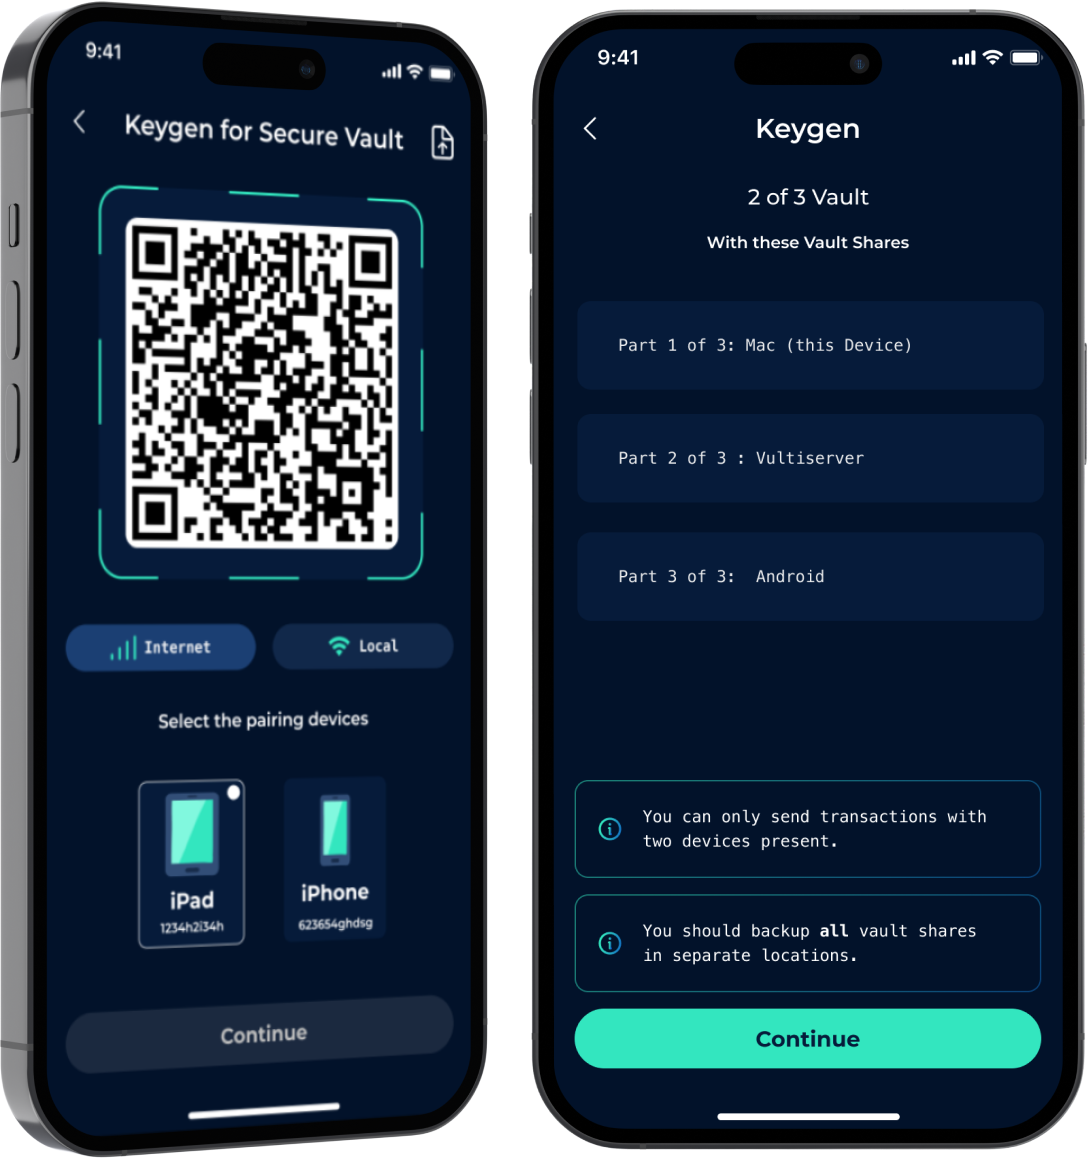 9:41
Keygen for Secure Vault
Internet
Local
Select the pairing devices
iPad
1234h2i34h
iPhone
623654ghdsg
Continue
9:41
Keygen
2 of 3 Vault
With these Vault Shares
Part 1 of 3: Mac (this Device)
Part 2 of 3 : Vultiserver
Part 3 of 3:  Android
You can only send transactions with
two devices present.
You should backup all vault shares
in separate locations.
Continue